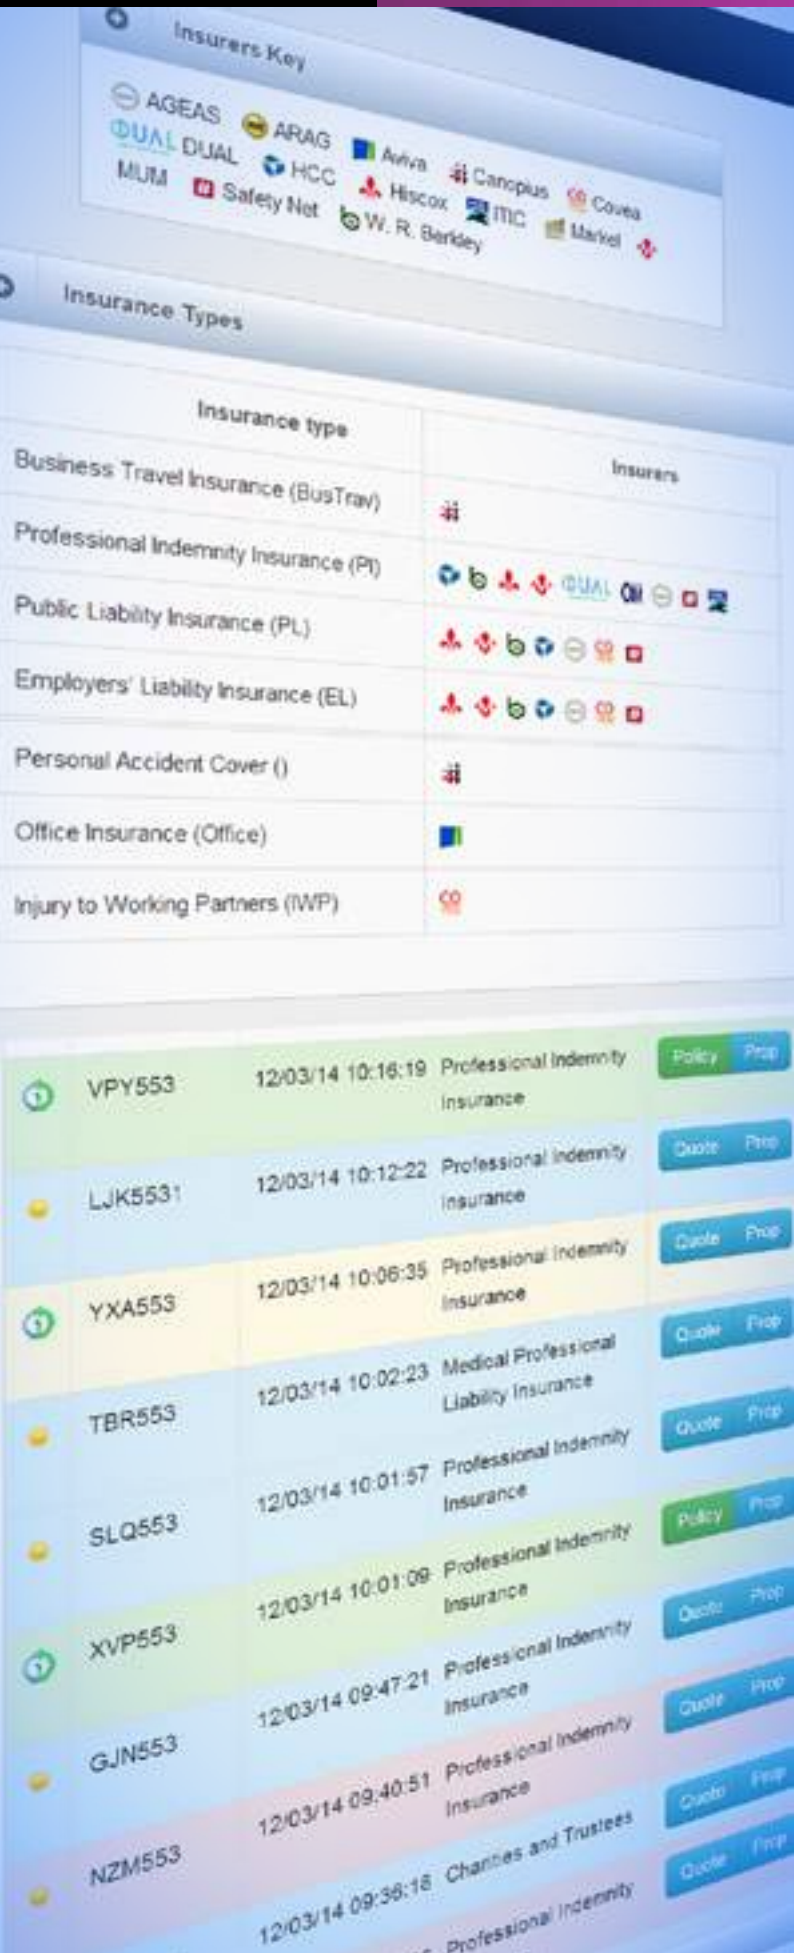 Insurers Key
AGEAS ARAG Aviva Canopius Covea
DUAL DUAL HCC Hiscox ITIC Markel
MUM Safety Net W. R. Berkley
Insurance Types
Insurance type Insurers
Business Travel Insurance (BusTrav)
Professional Indemnity Insurance (PI)
DUAL
Public Liability Insurance (PL)
Employers' Liability Insurance (EL)
Personal Accident Cover ()
Office Insurance (Office)
Injury to Working Partners (IWP)
VPY553 12/03/14 10:16:19 Professional Indemnity Policy Prop
Insurance
LJK5531 12/03/14 10:12:22 Professional Indemnity Quote Prop
Insurance
YXA553 12/03/14 10:06:35 Professional Indemnity Quote Prop
Insurance
TBR553 12/03/14 10:02:23 Medical Professional Quote Prop
Liability Insurance
SLQ553 12/03/14 10:01:57 Professional Indemnity Quote Prop
Insurance
XVP553 12/03/14 10:01:09 Professional Indemnity Policy Prop
Insurance
GJN553 12/03/14 09:47:21 Professional Indemnity Quote Prop
Insurance
NZM553 12/03/14 09:40:51 Professional Indemnity Quote Prop
Insurance
12/03/14 09:36:18 Charities and Trustees Quote Prop
Professional Indemnity Quote Prop